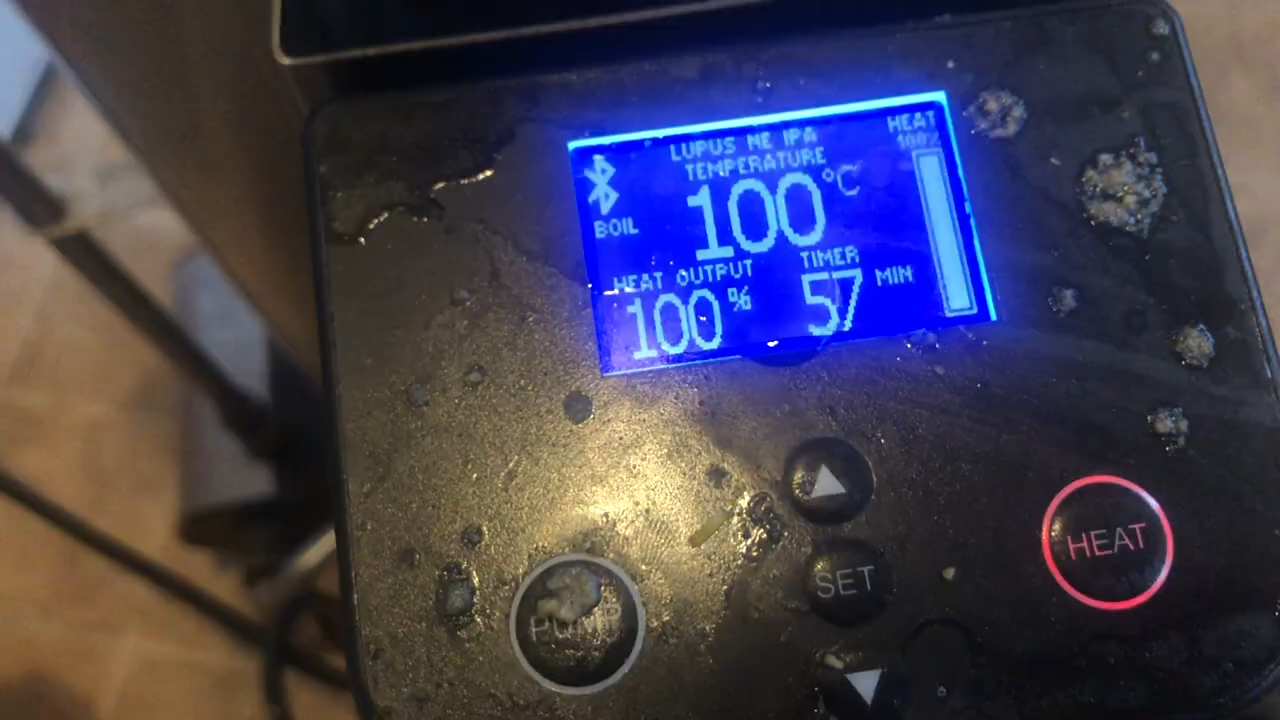 LUPUS NE IPA
TEMPERATURE
100 °C
HEAT
100%
BOIL
HEAT OUTPUT
100 %
TIMER
57 MIN
HEAT
SET
PUMP